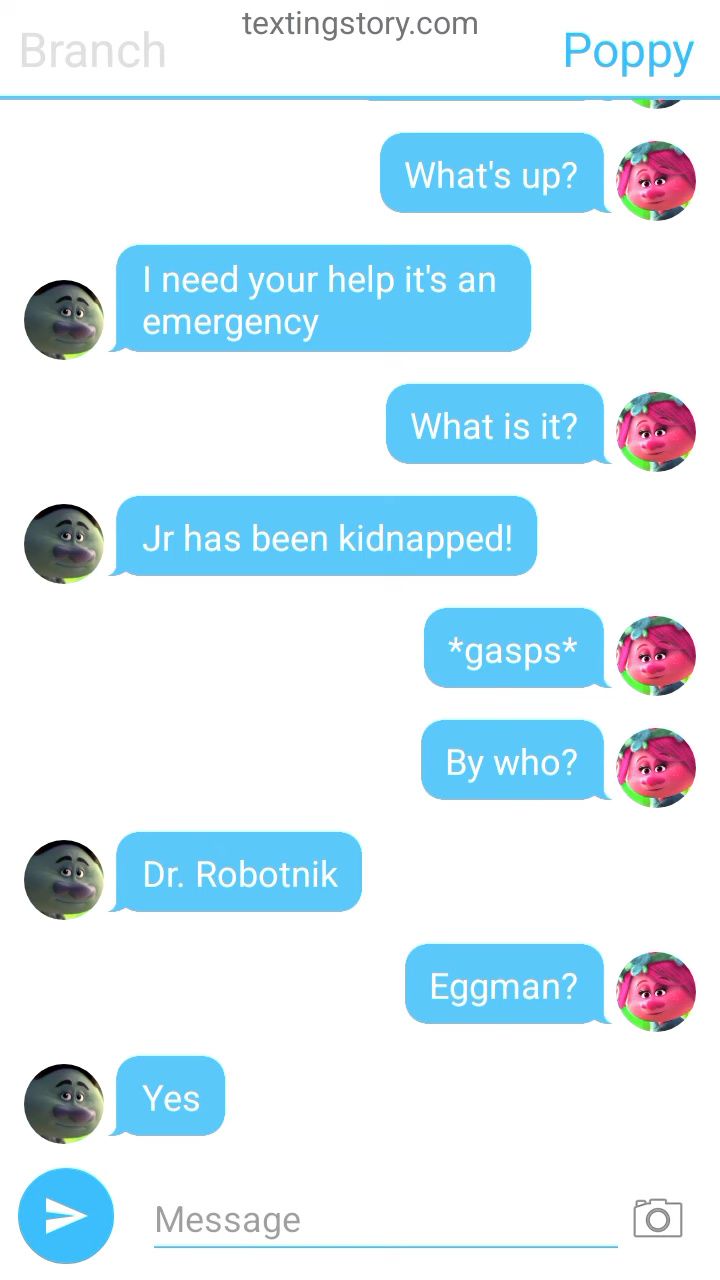 textingstory.com
Branch
Poppy
What's up?
I need your help it's an
emergency
What is it?
Jr has been kidnapped!
*gasps*
By who?
Dr. Robotnik
Eggman?
Yes
Message